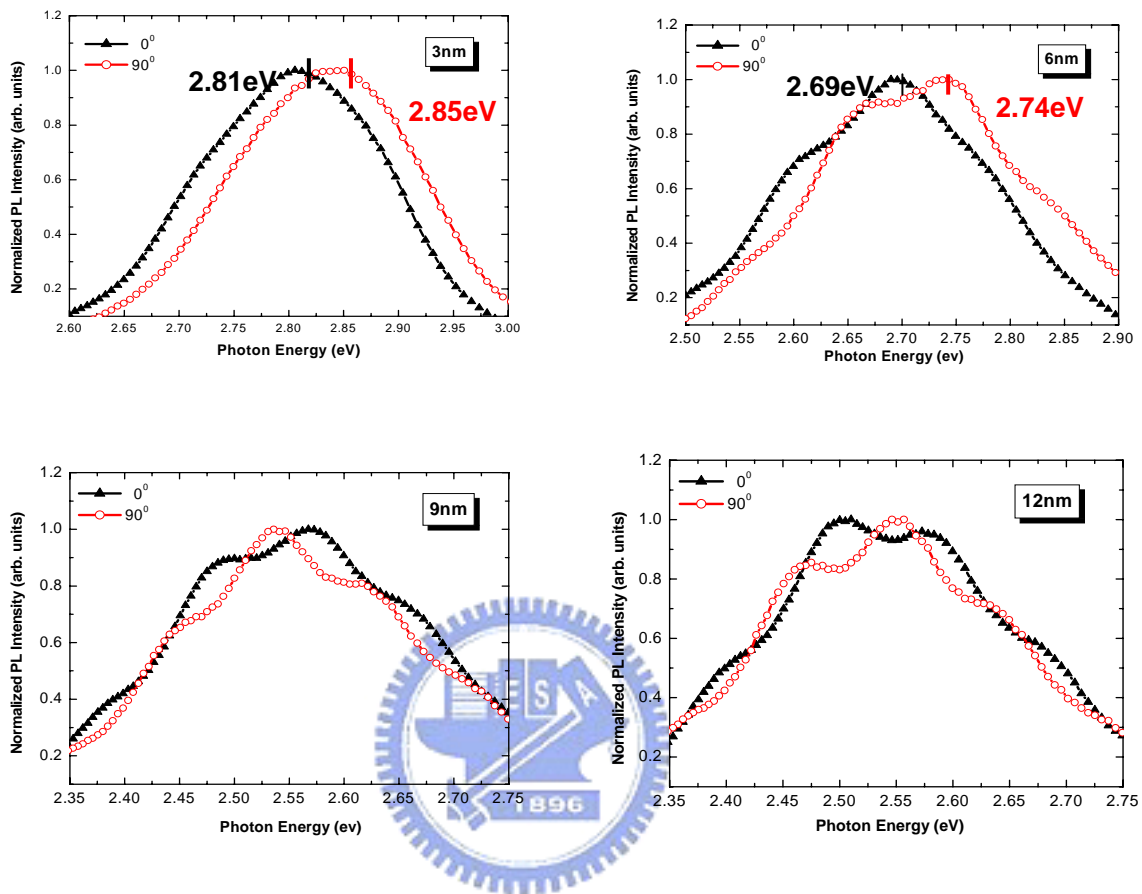 1.2
1.0
0.8
0.6
0.4
0.2
2.60 2.65 2.70 2.75 2.80 2.85 2.90 2.95 3.00
Photon Energy (eV)
Normalized PL Intensity (arb. units)
0⁰
90⁰
3nm
2.81eV
2.85eV
1.2
1.0
0.8
0.6
0.4
0.2
2.50 2.55 2.60 2.65 2.70 2.75 2.80 2.85 2.90
Photon Energy (ev)
Normalized PL Intensity (arb. units)
0⁰
90⁰
6nm
2.69eV
2.74eV
1.2
1.0
0.8
0.6
0.4
0.2
2.35 2.40 2.45 2.50 2.55 2.60 2.65 2.70 2.75
Photon Energy (ev)
Normalized PL Intensity (arb. units)
0⁰
90⁰
9nm
1.2
1.0
0.8
0.6
0.4
0.2
2.35 2.40 2.45 2.50 2.55 2.60 2.65 2.70 2.75
Photon Energy (eV)
Normalized PL Intensity (arb. units)
0⁰
90⁰
12nm
E S A
1896